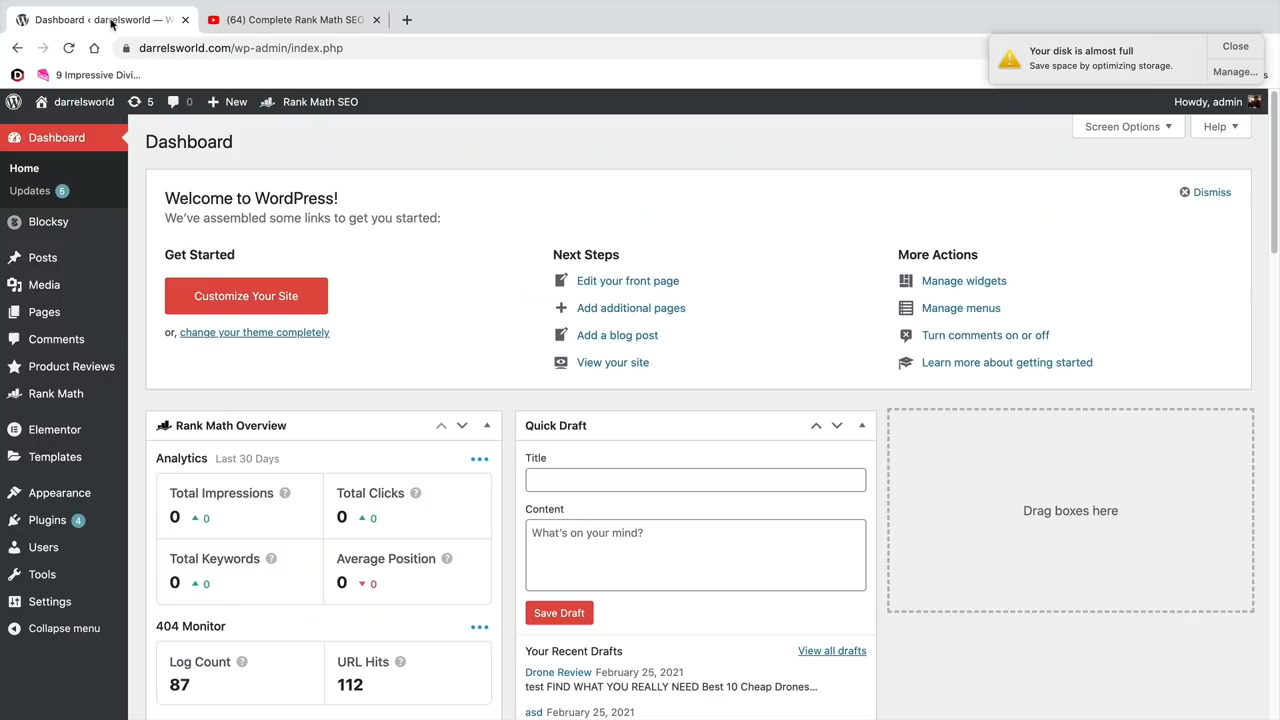 Dashboard ‹ darrelsworld — W
(64) Complete Rank Math SEO
darrelsworld.com/wp-admin/index.php
9 Impressive Divi...
Your disk is almost full
Save space by optimizing storage.
Close
Manage...
darrelsworld
5
0
New
Rank Math SEO
Howdy, admin
Dashboard
Home
Updates 5
Blocksy
Posts
Media
Pages
Comments
Product Reviews
Rank Math
Elementor
Templates
Appearance
Plugins 4
Users
Tools
Settings
Collapse menu
Dashboard
Screen Options
Help
Welcome to WordPress!
We've assembled some links to get you started:
Dismiss
Get Started
Customize Your Site
or, change your theme completely
Next Steps
Edit your front page
Add additional pages
Add a blog post
View your site
More Actions
Manage widgets
Manage menus
Turn comments on or off
Learn more about getting started
Rank Math Overview
Analytics Last 30 Days
Total Impressions
0 0
Total Clicks
0 0
Total Keywords
0 0
Average Position
0 0
404 Monitor
Log Count
87
URL Hits
112
Quick Draft
Title
Content
What's on your mind?
Save Draft
Your Recent Drafts
View all drafts
Drone Review February 25, 2021
test FIND WHAT YOU REALLY NEED Best 10 Cheap Drones...
asd February 25, 2021
Drag boxes here